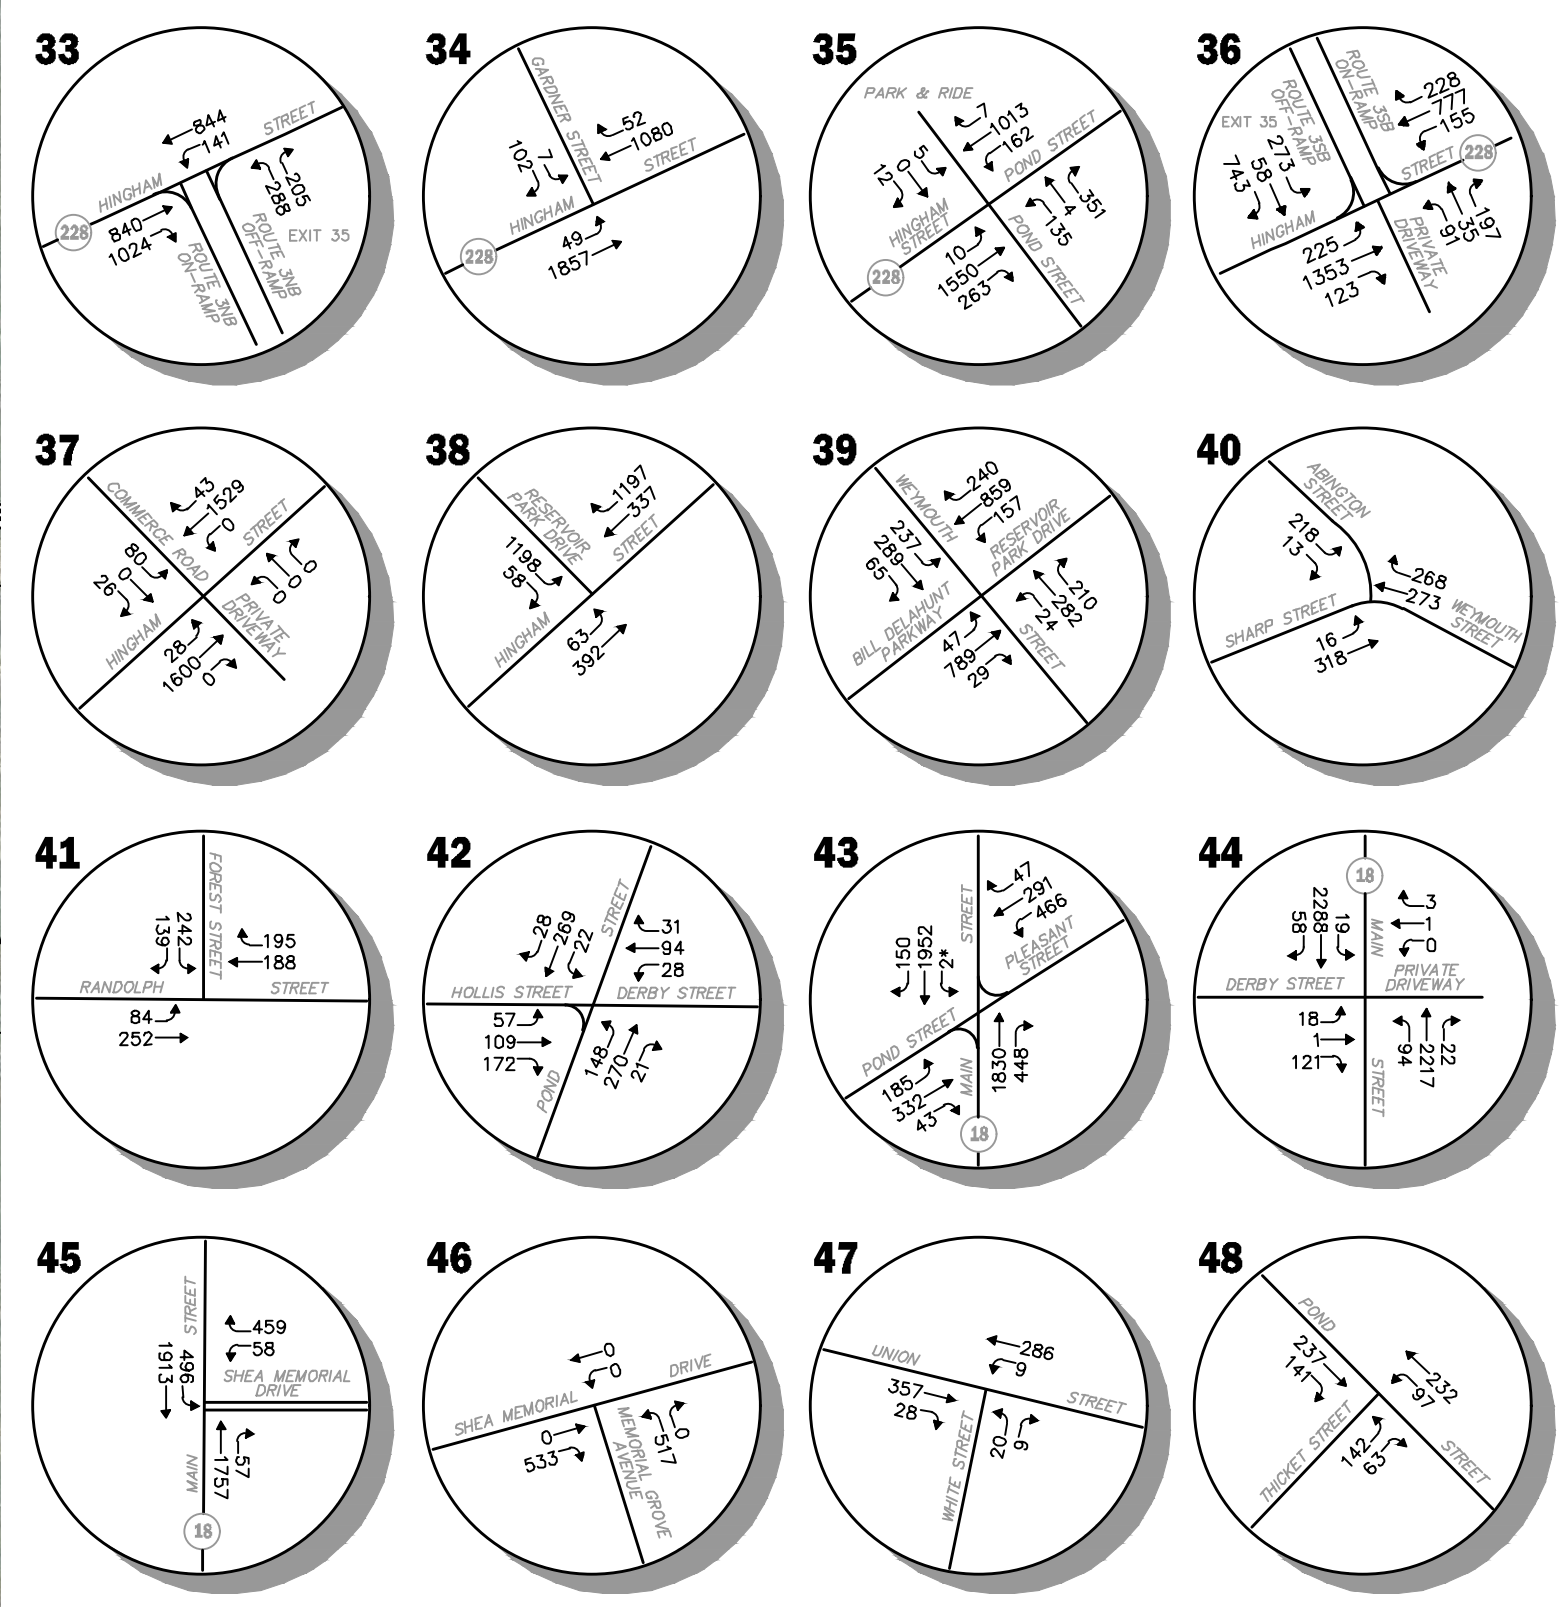 33
844
141
STREET
HINGHAM
228
840
1024
205
288
ROUTE 3NB
OFF-RAMP
EXIT 35
ROUTE 3NB
ON-RAMP
34
GARDNER STREET
52
1080
STREET
7
102
HINGHAM
228
49
1857
35
PARK & RIDE
7
1013
162
POND STREET
5
0
12
HINGHAM
STREET
228
351
4
135
POND STREET
10
1550
263
36
ROUTE 3SB
ON-RAMP
ROUTE 3SB
OFF-RAMP
EXIT 35
228
777
155
STREET
228
273
58
743
HINGHAM
225
1353
123
197
35
91
PRIVATE
DRIVEWAY
37
COMMERCE ROAD
43
1529
0
STREET
80
0
26
HINGHAM
28
1600
0
0
0
0
PRIVATE
DRIVEWAY
38
RESERVOIR
PARK DRIVE
1197
337
STREET
1198
58
HINGHAM
63
392
39
WEYMOUTH
240
859
157
RESERVOIR
PARK DRIVE
237
289
65
BILL DELAHUNT
PARKWAY
47
789
29
210
282
24
STREET
40
ABINGTON
STREET
218
13
268
273
SHARP STREET
WEYMOUTH
STREET
16
318
41
FOREST STREET
242
139
195
188
RANDOLPH
STREET
84
252
42
28
269
22
STREET
31
94
28
HOLLIS STREET
DERBY STREET
57
109
172
148
270
21
POND
43
STREET
47
291
466
PLEASANT
STREET
150
1952
2*
POND STREET
185
332
43
MAIN
1830
448
18
44
18
58
2288
19
MAIN
3
1
0
DERBY STREET
PRIVATE
DRIVEWAY
18
1
121
94
2217
22
STREET
45
STREET
459
58
1913
496
SHEA MEMORIAL
DRIVE
MAIN
1757
57
18
46
0
0
DRIVE
SHEA MEMORIAL
0
533
0
517
MEMORIAL GROVE
AVENUE
47
UNION
286
9
357
28
STREET
WHITE STREET
20
9
48
POND
237
141
232
97
THICKET STREET
142
63
STREET